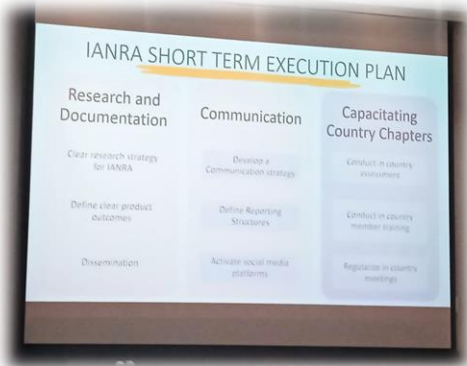 IANRA SHORT TERM EXECUTION PLAN
Research and
Documentation
Clear research strategy
for IANRA
Define clear product
outcomes
Dissemination
Communication
Develop a
Communication strategy
Define Reporting
Structures
Activate social media
platforms
Capacitating
Country Chapters
Conduct in country
assessment
Conduct in country
member training
Regularise in country
meetings